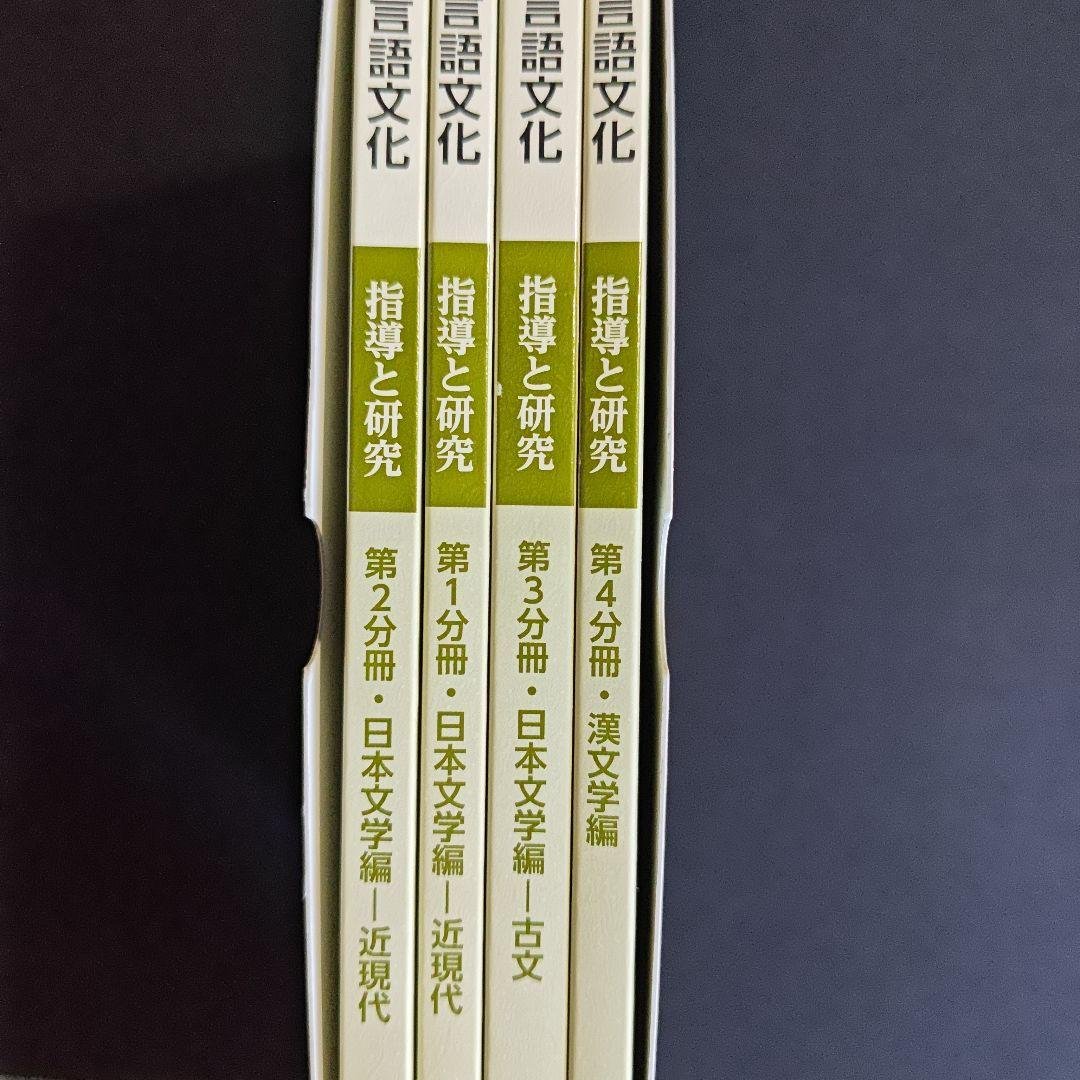 言語文化
指導と研究
第2分冊・日本文学編―近現代
言語文化
指導と研究
第1分冊・日本文学編―近現代
言語文化
指導と研究
第3分冊・日本文学編―古文
言語文化
指導と研究
第4分冊・漢文学編